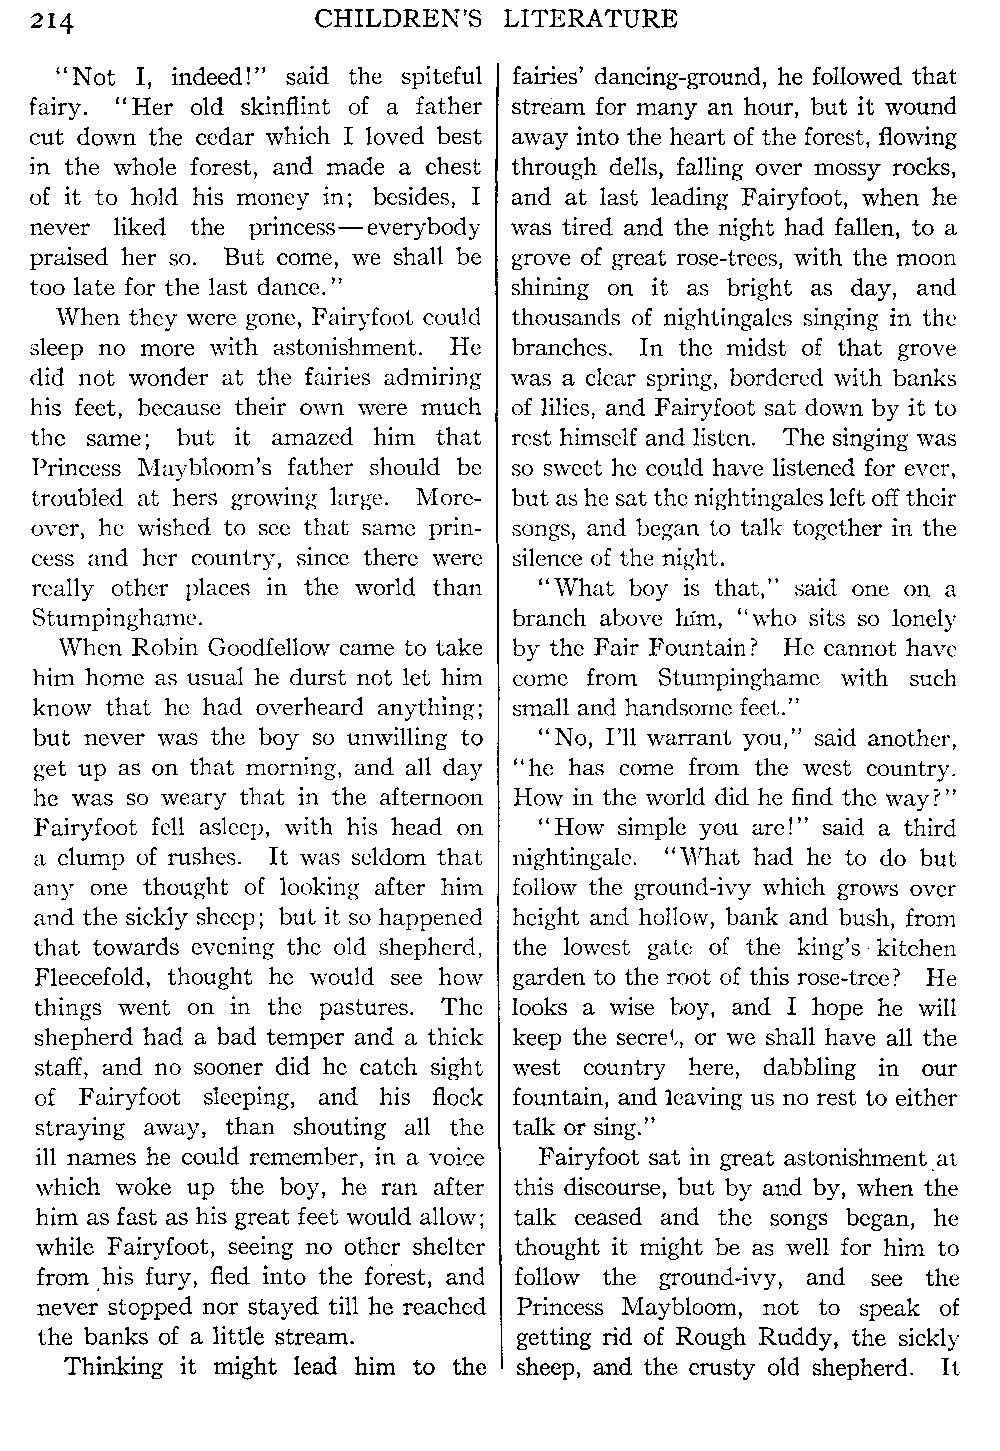 214
CHILDREN'S LITERATURE
"Not I, indeed!" said the spiteful
fairy. "Her old skinflint of a father
cut down the cedar which I loved best
in the whole forest, and made a chest
of it to hold his money in; besides, I
never liked the princess—everybody
praised her so. But come, we shall be
too late for the last dance."
When they were gone, Fairyfoot could
sleep no more with astonishment. He
did not wonder at the fairies admiring
his feet, because their own were much
the same; but it amazed him that
Princess Maybloom's father should be
troubled at hers growing large. More-
over, he wished to see that same prin-
cess and her country, since there were
really other places in the world than
Stumpinghame.
When Robin Goodfellow came to take
him home as usual he durst not let him
know that he had overheard anything;
but never was the boy so unwilling to
get up as on that morning, and all day
he was so weary that in the afternoon
Fairyfoot fell asleep, with his head on
a clump of rushes. It was seldom that
any one thought of looking after him
and the sickly sheep; but it so happened
that towards evening the old shepherd,
Fleecefold, thought he would see how
things went on in the pastures. The
shepherd had a bad temper and a thick
staff, and no sooner did he catch sight
of Fairyfoot sleeping, and his flock
straying away, than shouting all the
ill names he could remember, in a voice
which woke up the boy, he ran after
him as fast as his great feet would allow;
while Fairyfoot, seeing no other shelter
from his fury, fled into the forest, and
never stopped nor stayed till he reached
the banks of a little stream.
Thinking it might lead him to the
fairies' dancing-ground, he followed that
stream for many an hour, but it wound
away into the heart of the forest, flowing
through dells, falling over mossy rocks,
and at last leading Fairyfoot, when he
was tired and the night had fallen, to a
grove of great rose-trees, with the moon
shining on it as bright as day, and
thousands of nightingales singing in the
branches. In the midst of that grove
was a clear spring, bordered with banks
of lilies, and Fairyfoot sat down by it to
rest himself and listen. The singing was
so sweet he could have listened for ever,
but as he sat the nightingales left off their
songs, and began to talk together in the
silence of the night.
"What boy is that," said one on a
branch above him, "who sits so lonely
by the Fair Fountain? He cannot have
come from Stumpinghame with such
small and handsome feet."
"No, I'll warrant you," said another,
"he has come from the west country.
How in the world did he find the way?"
"How simple you are!" said a third
nightingale. "What had he to do but
follow the ground-ivy which grows over
height and hollow, bank and bush, from
the lowest gate of the king's kitchen
garden to the root of this rose-tree? He
looks a wise boy, and I hope he will
keep the secret, or we shall have all the
west country here, dabbling in our
fountain, and leaving us no rest to either
talk or sing."
Fairyfoot sat in great astonishment at
this discourse, but by and by, when the
talk ceased and the songs began, he
thought it might be as well for him to
follow the ground-ivy, and see the
Princess Maybloom, not to speak of
getting rid of Rough Ruddy, the sickly
sheep, and the crusty old shepherd. It